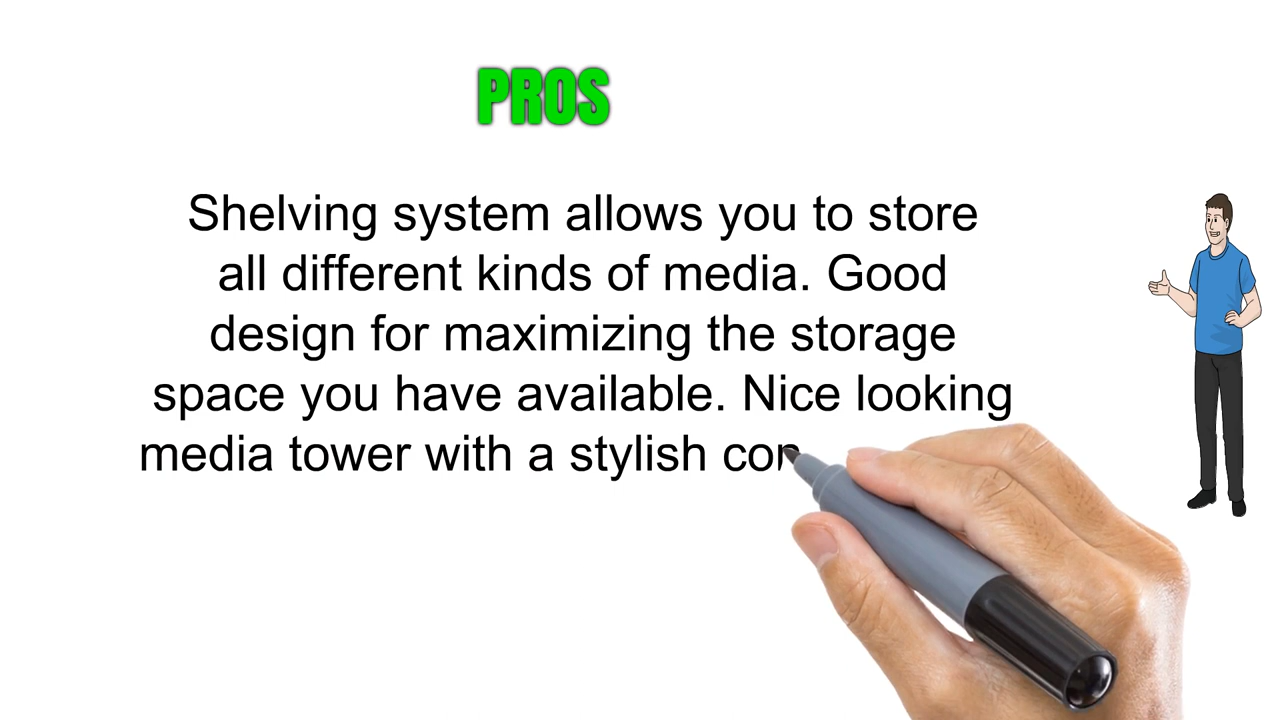 PROS
Shelving system allows you to store
all different kinds of media. Good
design for maximizing the storage
space you have available. Nice looking
media tower with a stylish